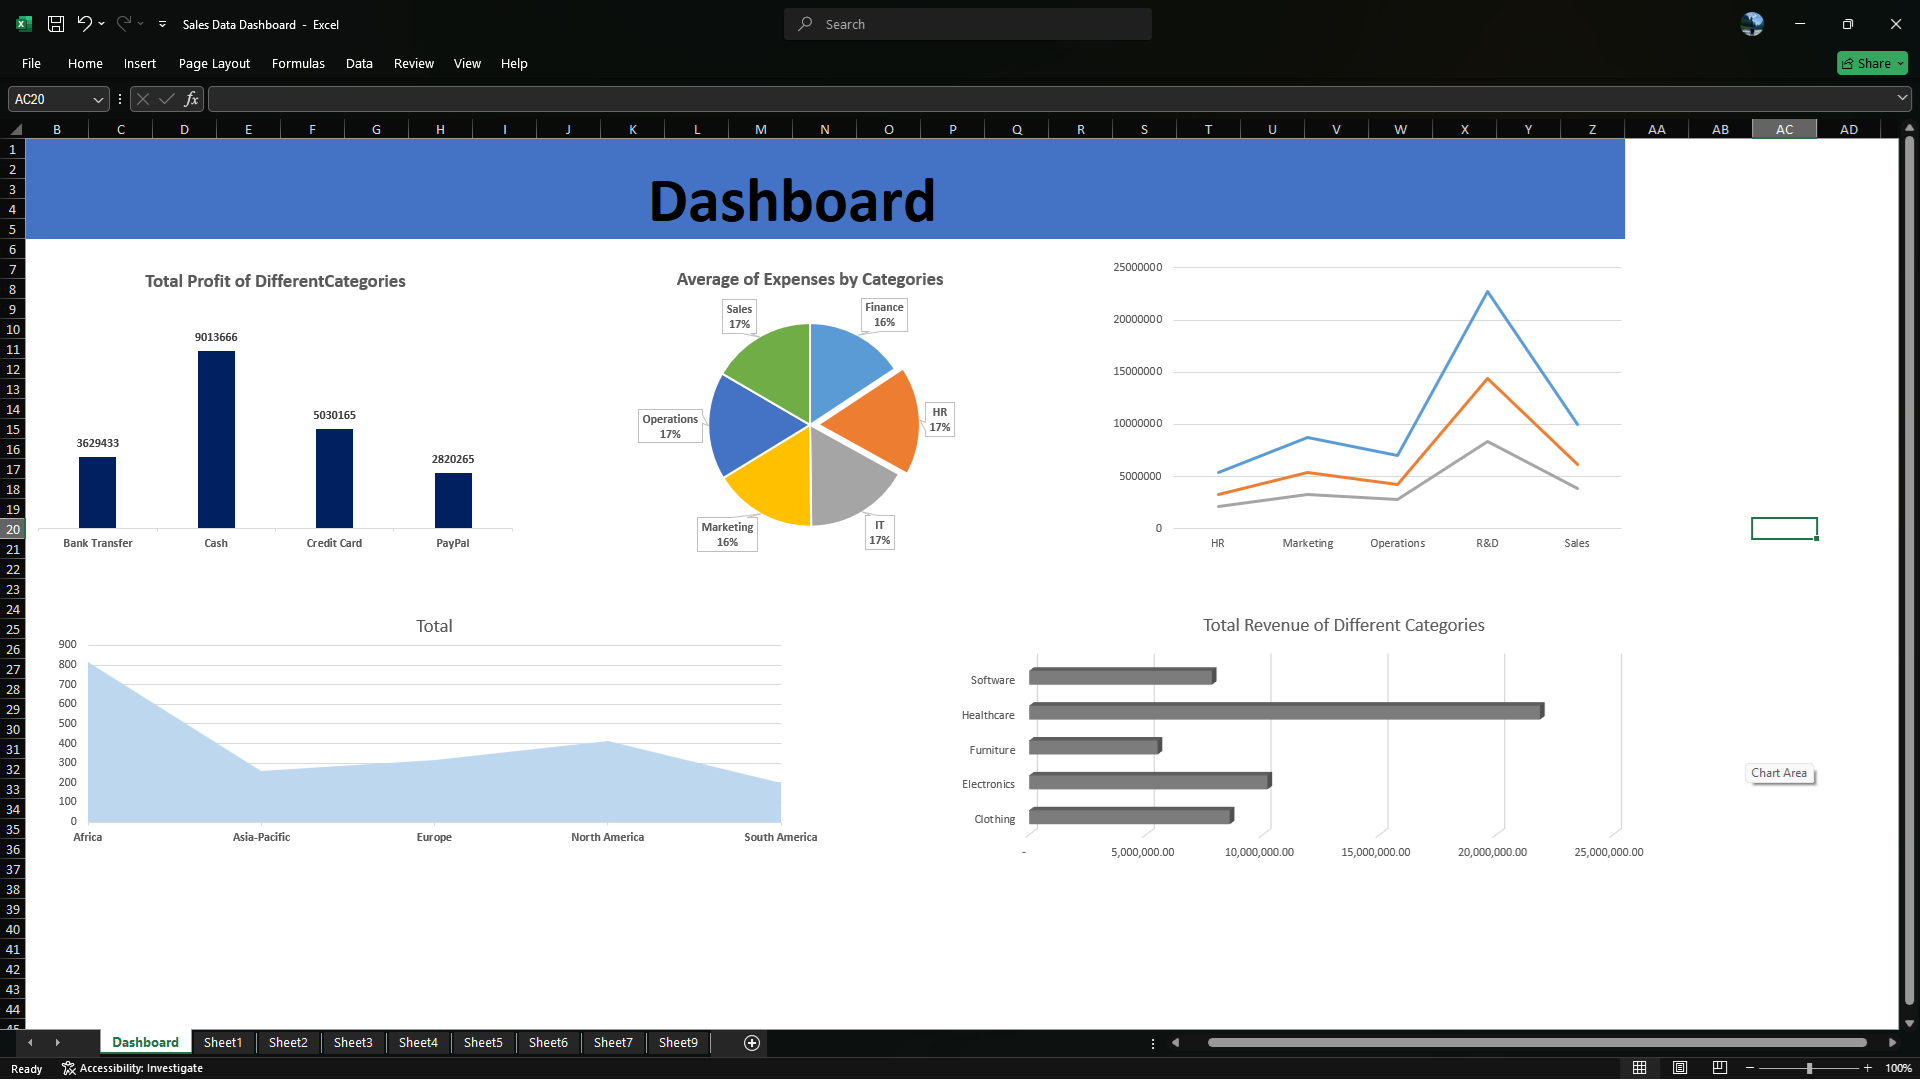 Sales Data Dashboard - Excel
Search
File Home Insert Page Layout Formulas Data Review View Help
Share
AC20
fx
B C D E F G H I J K L M N O P Q R S T U V W X Y Z AA AB AC AD
1
2
3
4
5
6
7
8
9
10
11
12
13
14
15
16
17
18
19
20
21
22
23
24
25
26
27
28
29
30
31
32
33
34
35
36
37
38
39
40
41
42
43
44
45
Dashboard
Total Profit of DifferentCategories
9013666
5030165
3629433
2820265
Bank Transfer Cash Credit Card PayPal
Average of Expenses by Categories
Sales
17%
Finance
16%
HR
17%
Operations
17%
Marketing
16%
IT
17%
25000000
20000000
15000000
10000000
5000000
0
HR Marketing Operations R&D Sales
Total
900
800
700
600
500
400
300
200
100
0
Africa Asia-Pacific Europe North America South America
Total Revenue of Different Categories
Software
Healthcare
Furniture
Electronics
Clothing
- 5,000,000.00 10,000,000.00 15,000,000.00 20,000,000.00 25,000,000.00
Chart Area
Dashboard Sheet1 Sheet2 Sheet3 Sheet4 Sheet5 Sheet6 Sheet7 Sheet9
Ready Accessibility: Investigate
100%